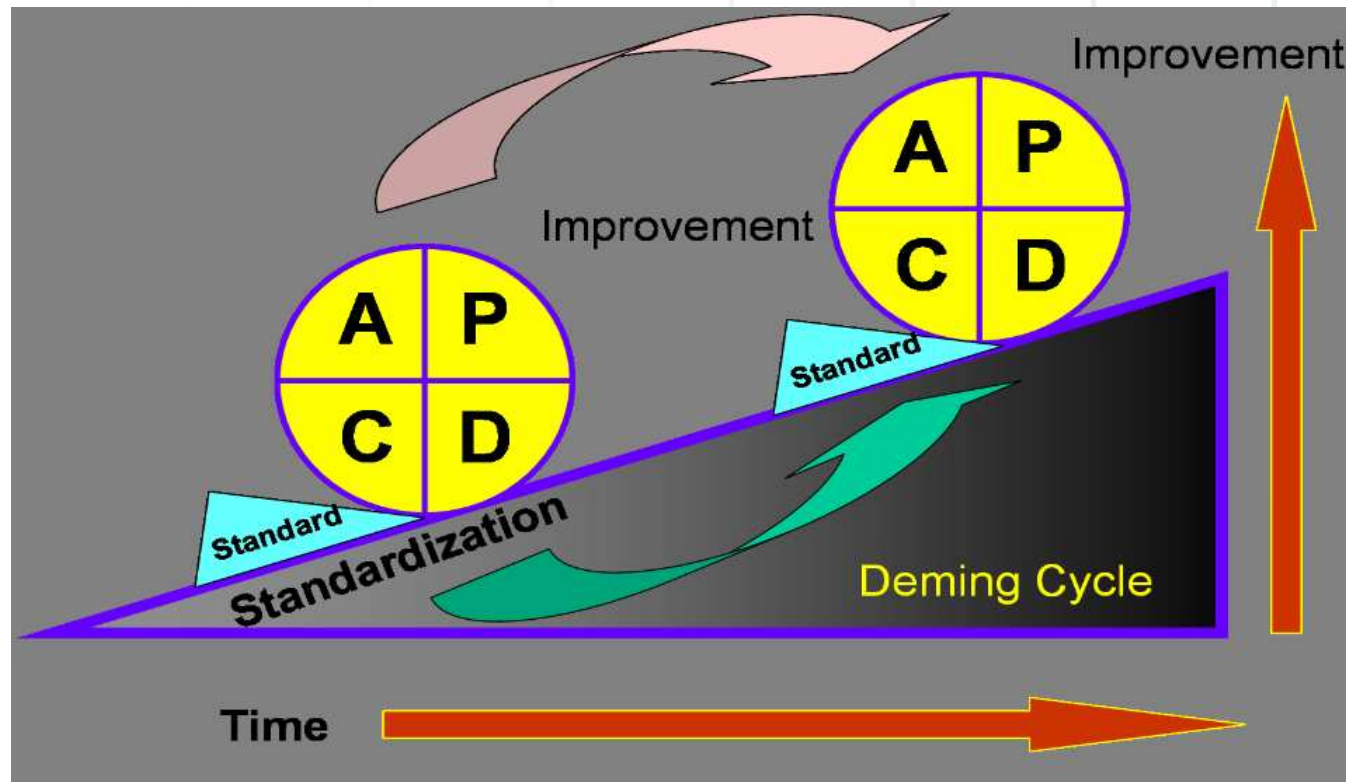 Improvement
A P
C D
Improvement
A P
C D
Standard
Standard
Standardization
Deming Cycle
Time